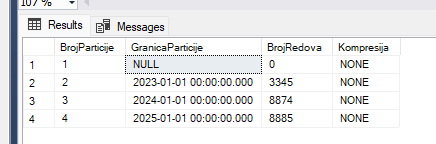 107 %
Results Messages
BrojParticije GranicaParticije BrojRedova Kompresija
1 1 NULL 0 NONE
2 2 2023-01-01 00:00:00.000 3345 NONE
3 3 2024-01-01 00:00:00.000 8874 NONE
4 4 2025-01-01 00:00:00.000 8885 NONE